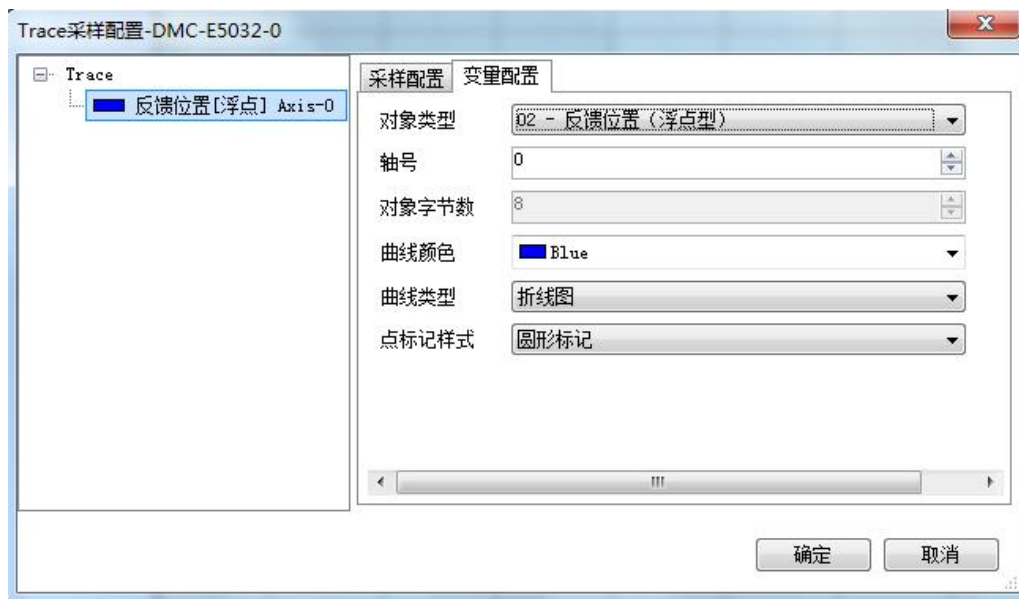 Trace采样配置-DMC-E5032-0
Trace
反馈位置[浮点] Axis-0
采样配置 变量配置
对象类型 02 - 反馈位置（浮点型）
轴号 0
对象字节数 8
曲线颜色 Blue
曲线类型 折线图
点标记样式 圆形标记
确定 取消